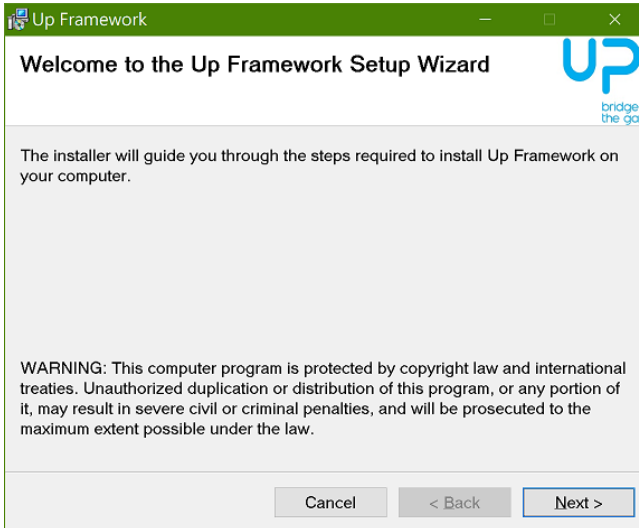 Up Framework
Welcome to the Up Framework Setup Wizard
UP
bridge
the ga
The installer will guide you through the steps required to install Up Framework on
your computer.
WARNING: This computer program is protected by copyright law and international
treaties. Unauthorized duplication or distribution of this program, or any portion of
it, may result in severe civil or criminal penalties, and will be prosecuted to the
maximum extent possible under the law.
Cancel
< Back
Next >